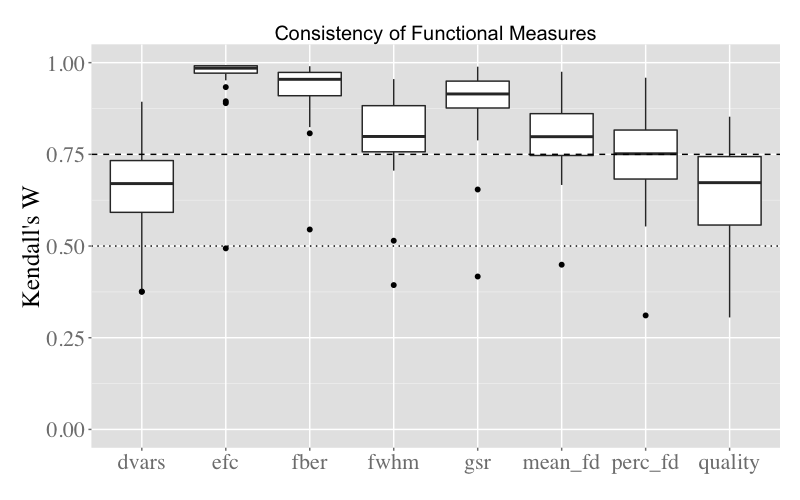 Consistency of Functional Measures
Kendall's W
1.00
0.75
0.50
0.25
0.00
dvars efc fber fwhm gsr mean_fd perc_fd quality